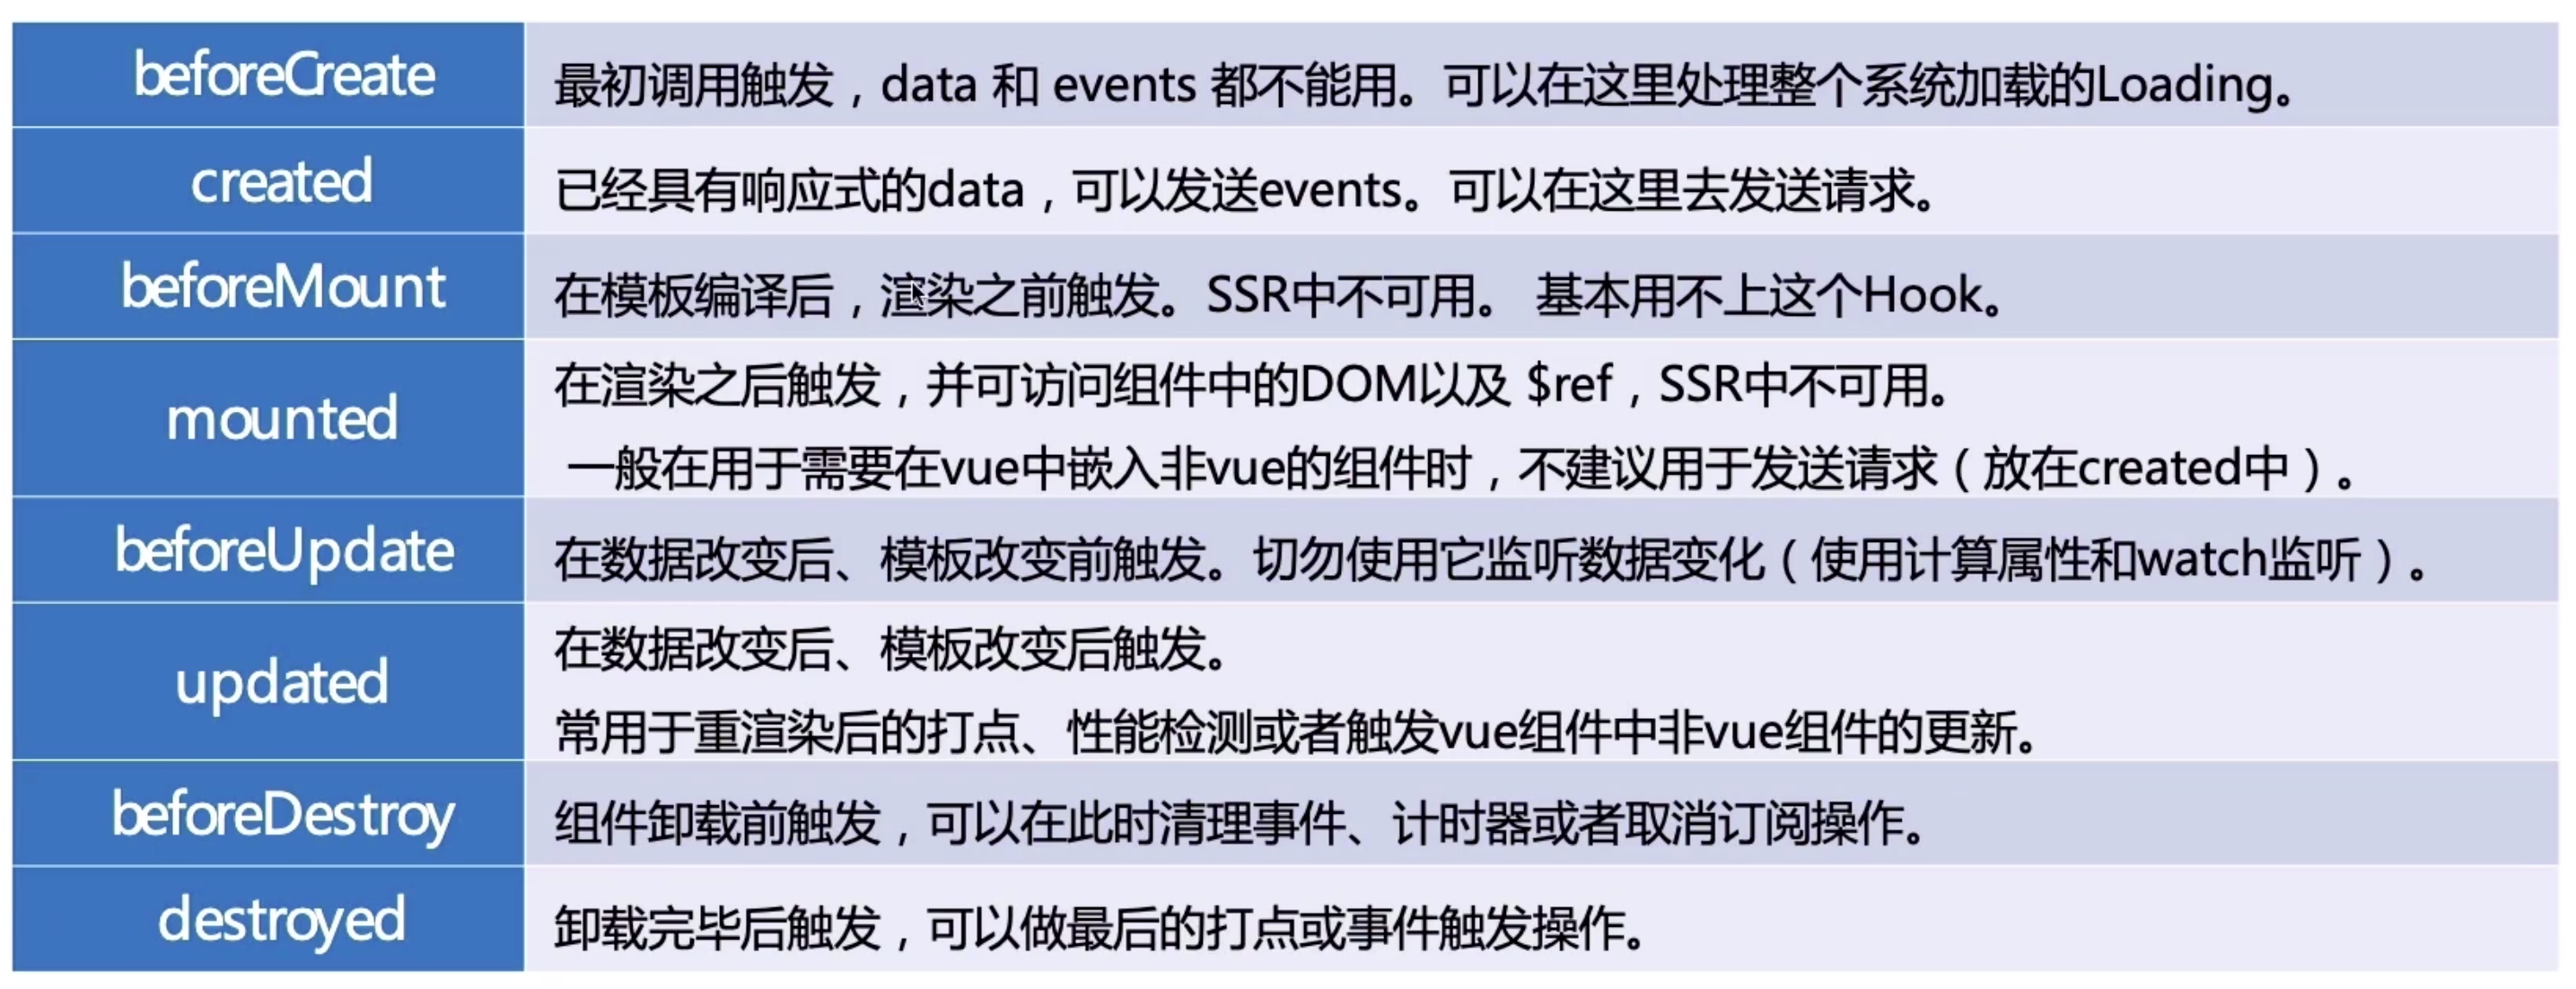 beforeCreate
最初调用触发，data 和 events 都不能用。可以在这里处理整个系统加载的Loading。
created
已经具有响应式的data，可以发送events。可以在这里去发送请求。
beforeMount
在模板编译后，渲染之前触发。SSR中不可用。 基本用不上这个Hook。
mounted
在渲染之后触发，并可访问组件中的DOM以及 $ref，SSR中不可用。
一般在用于需要在vue中嵌入非vue的组件时，不建议用于发送请求（放在created中）。
beforeUpdate
在数据改变后、模板改变前触发。切勿使用它监听数据变化（使用计算属性和watch监听）。
updated
在数据改变后、模板改变后触发。
常用于重渲染后的打点、性能检测或者触发vue组件中非vue组件的更新。
beforeDestroy
组件卸载前触发，可以在此时清理事件、计时器或者取消订阅操作。
destroyed
卸载完毕后触发，可以做最后的打点或事件触发操作。